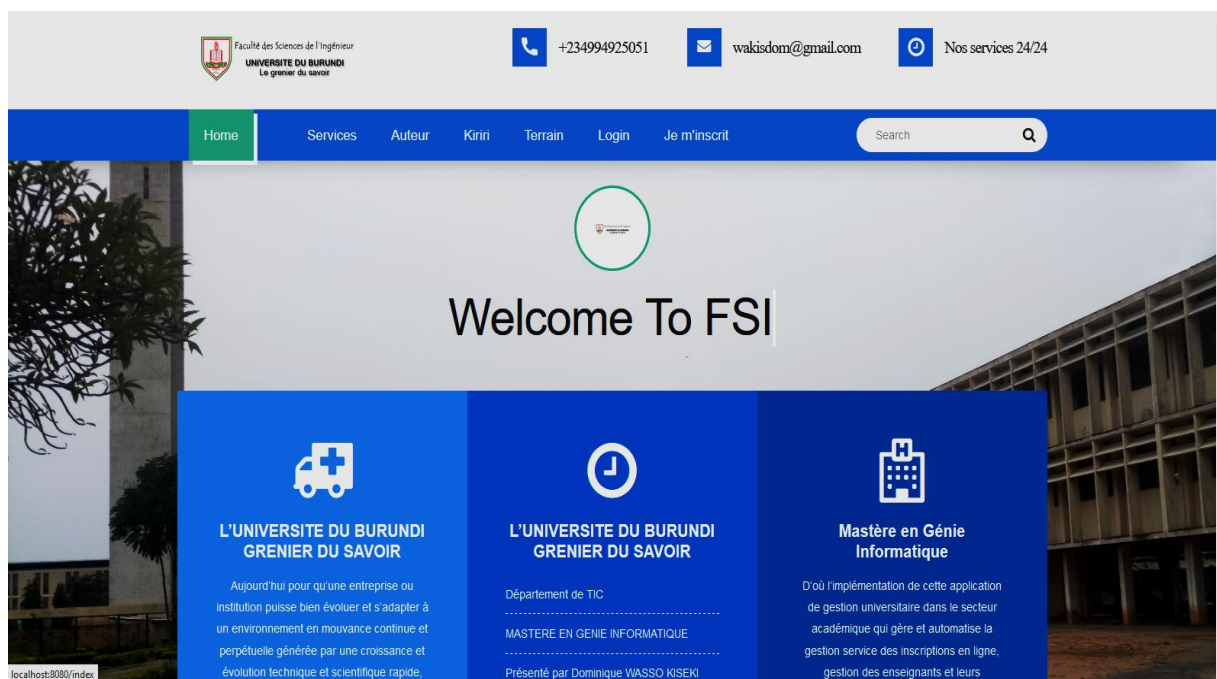 Faculté des Sciences de l'Ingénieur
UNIVERSITE DU BURUNDI
Le grenier du savoir
+234994925051
wakisdom@gmail.com
Nos services 24/24
Home
Services
Auteur
Kiriri
Terrain
Login
Je m'inscrit
Search
Welcome To FSI
L'UNIVERSITE DU BURUNDI
GRENIER DU SAVOIR
Aujourd'hui pour qu'une entreprise ou
institution puisse bien évoluer et s'adapter à
un environnement en mouvance continue et
perpétuelle générée par une croissance et
évolution technique et scientifique rapide,
L'UNIVERSITE DU BURUNDI
GRENIER DU SAVOIR
Département de TIC
MASTERE EN GENIE INFORMATIQUE
Présenté par Dominique WASSO KISEKI
H
Mastère en Génie
Informatique
D'où l'implémentation de cette application
de gestion universitaire dans le secteur
académique qui gère et automatise la
gestion service des inscriptions en ligne,
gestion des enseignants et leurs
localhost:8080/index